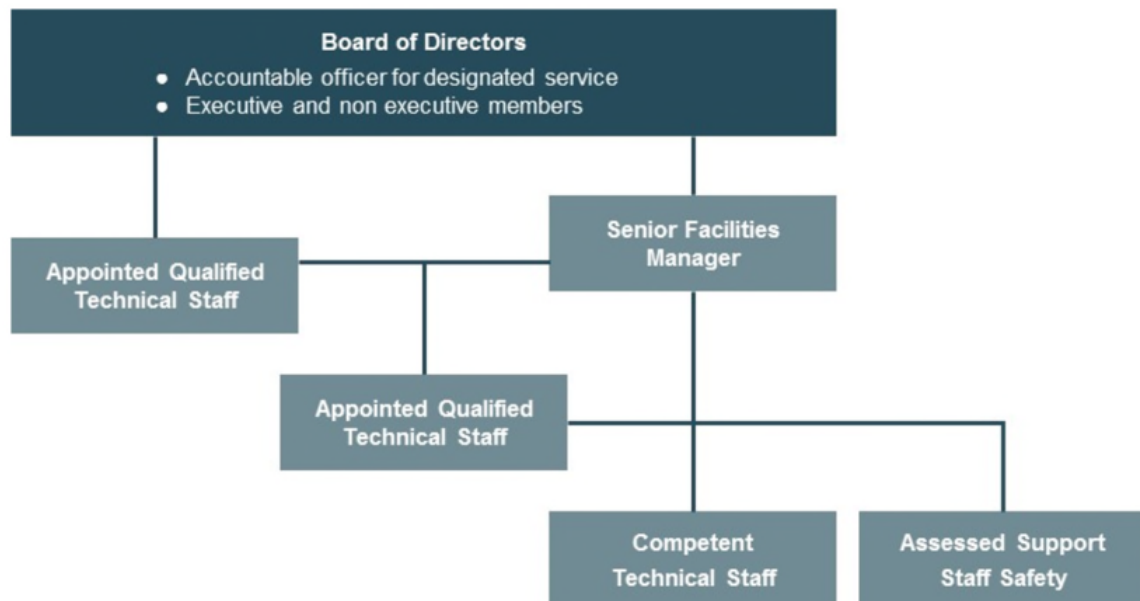 Board of Directors
● Accountable officer for designated service
● Executive and non executive members
Senior Facilities
Manager
Appointed Qualified
Technical Staff
Appointed Qualified
Technical Staff
Competent
Technical Staff
Assessed Support
Staff Safety